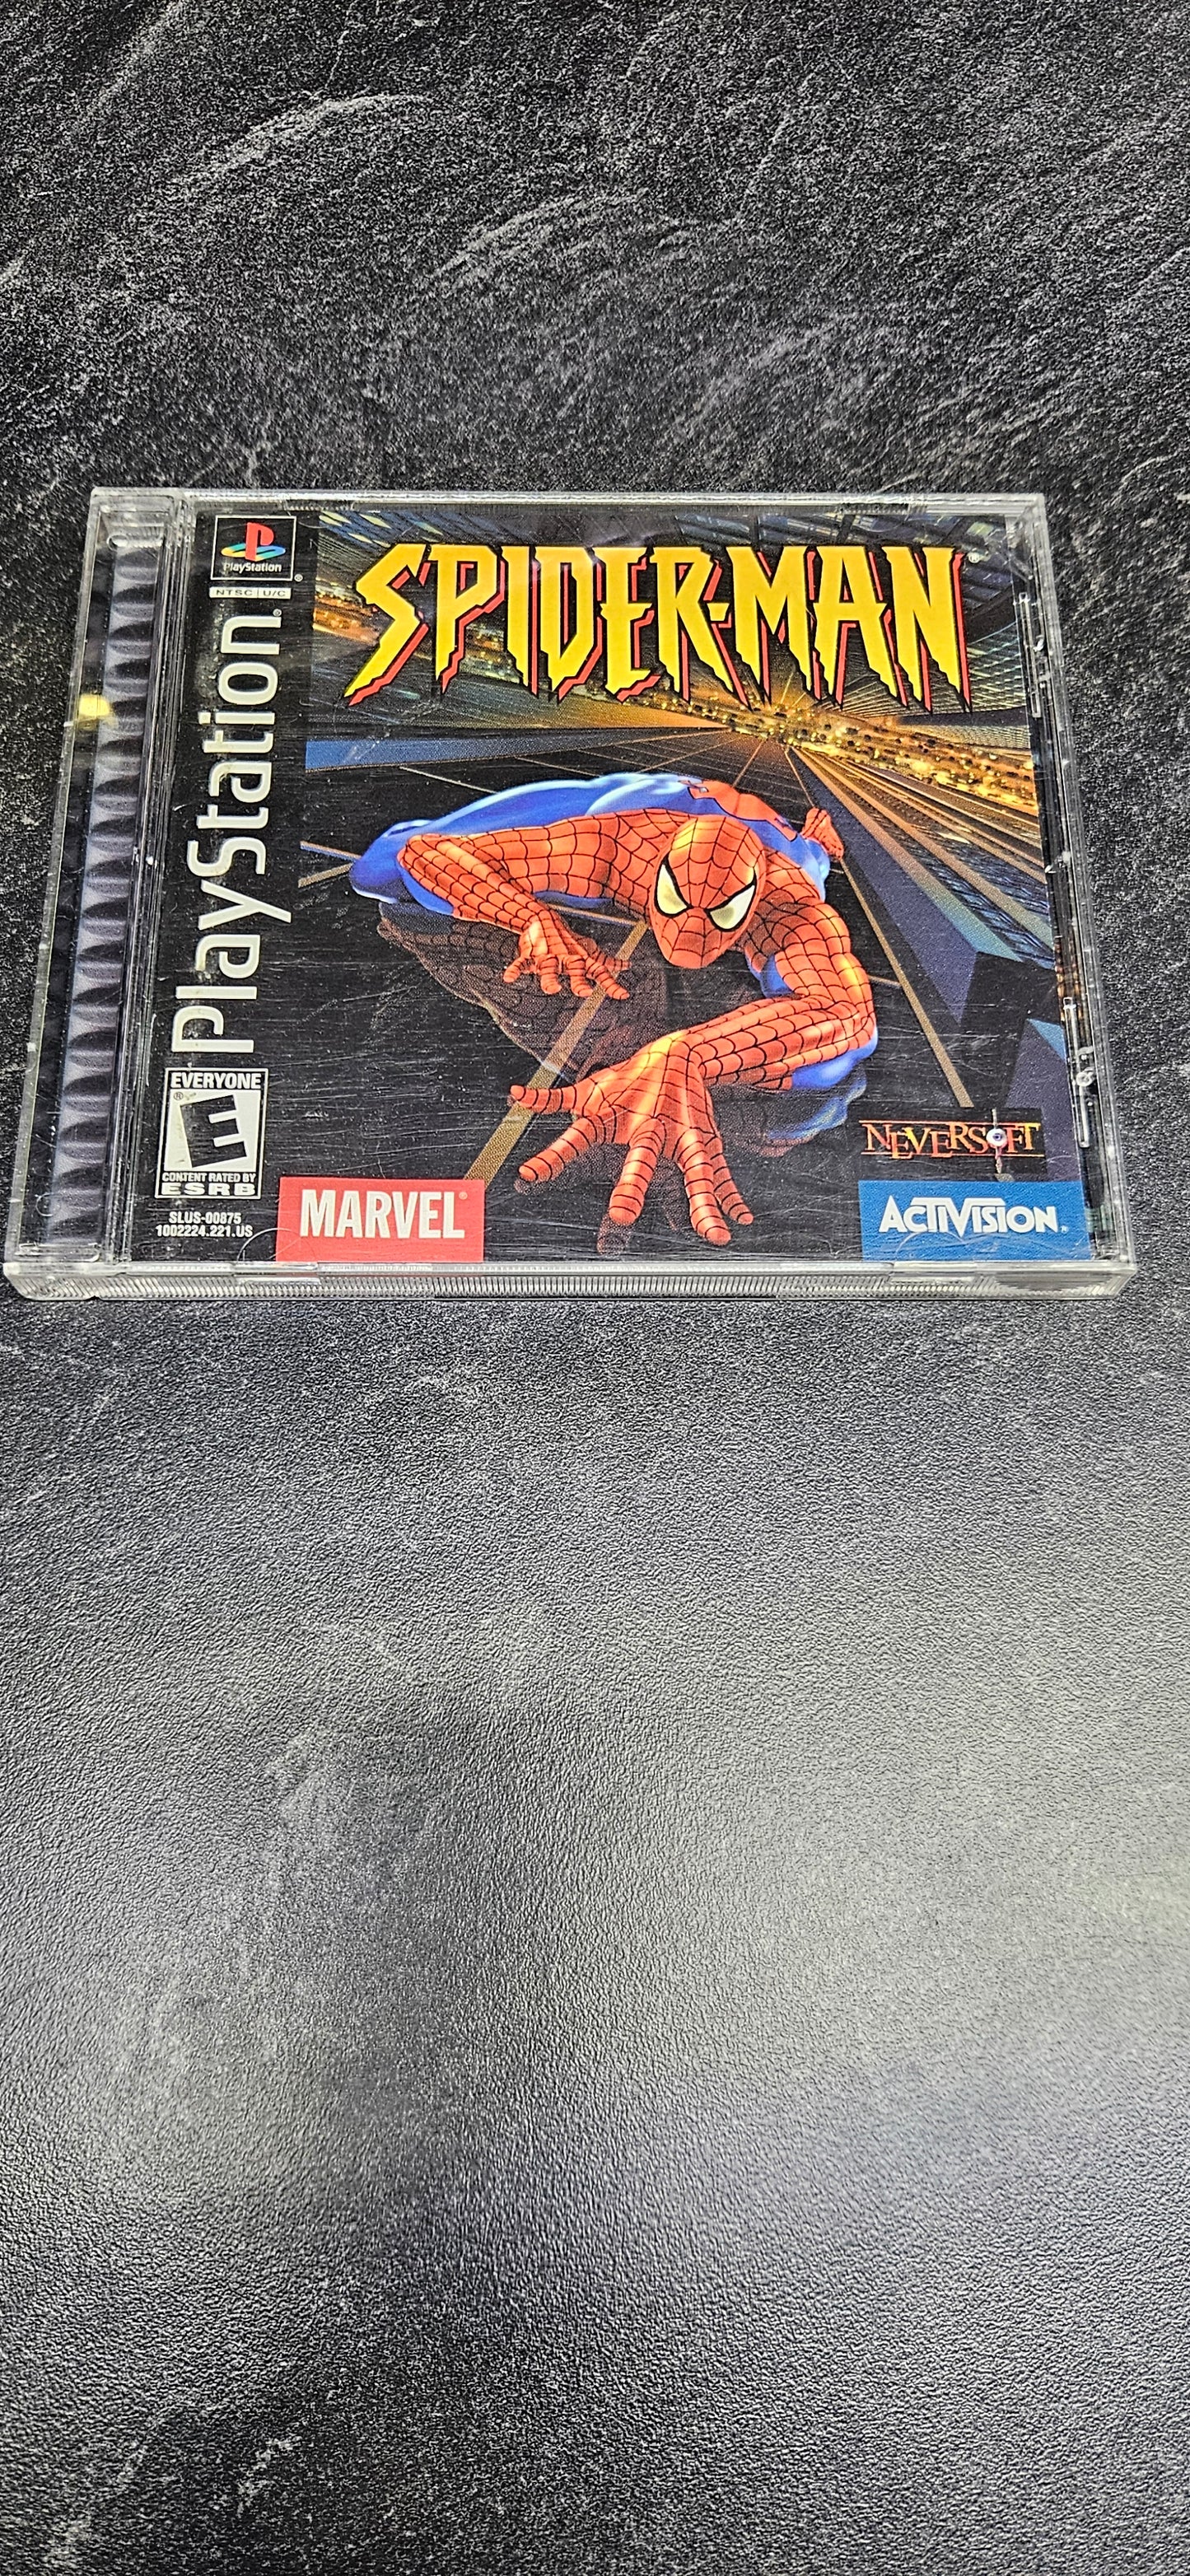 PlayStation
NTSC U/C
PlayStation
SPIDER-MAN
EVERYONE
E
CONTENT RATED BY
ESRB
SLUS-00875
1002224.221.US
MARVEL
NEVERSOFT
ACTIVISION